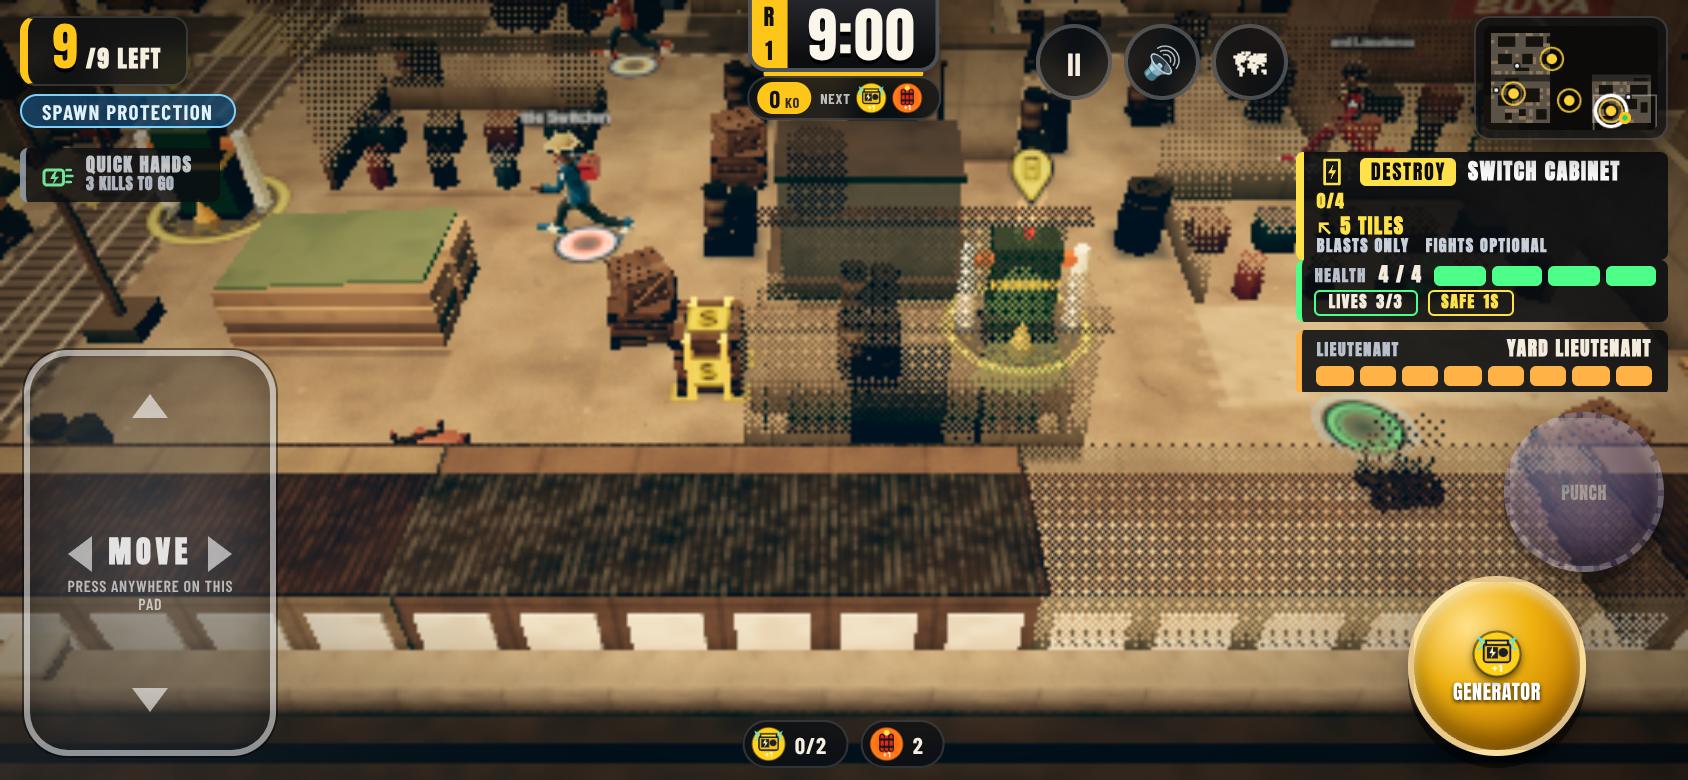 9 /9 LEFT
SPAWN PROTECTION
QUICK HANDS
3 KILLS TO GO
R
1
9:00
0 KO NEXT
SUYA
DESTROY SWITCH CABINET
0/4
5 TILES
BLASTS ONLY FIGHTS OPTIONAL
HEALTH 4 / 4
LIVES 3/3 SAFE 1S
LIEUTENANT YARD LIEUTENANT
S
S
MOVE
PRESS ANYWHERE ON THIS
PAD
PUNCH
+1
GENERATOR
0/2
2